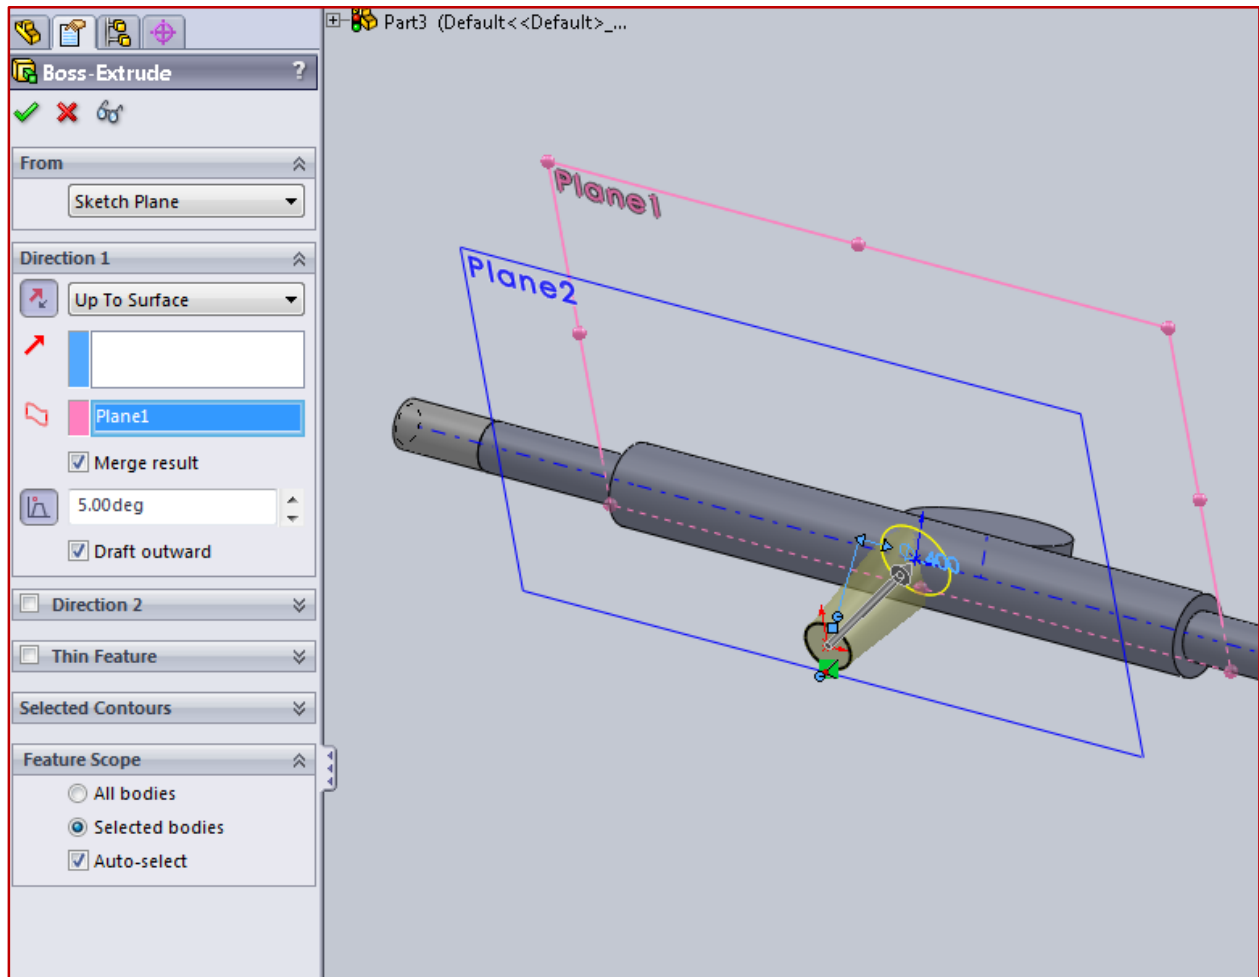 Part3 (Default<<Default>_...
Boss-Extrude ?
From
Sketch Plane
Direction 1
Up To Surface
Plane1
Merge result
5.00deg
Draft outward
Direction 2
Thin Feature
Selected Contours
Feature Scope
All bodies
Selected bodies
Auto-select
Plane1
Plane2